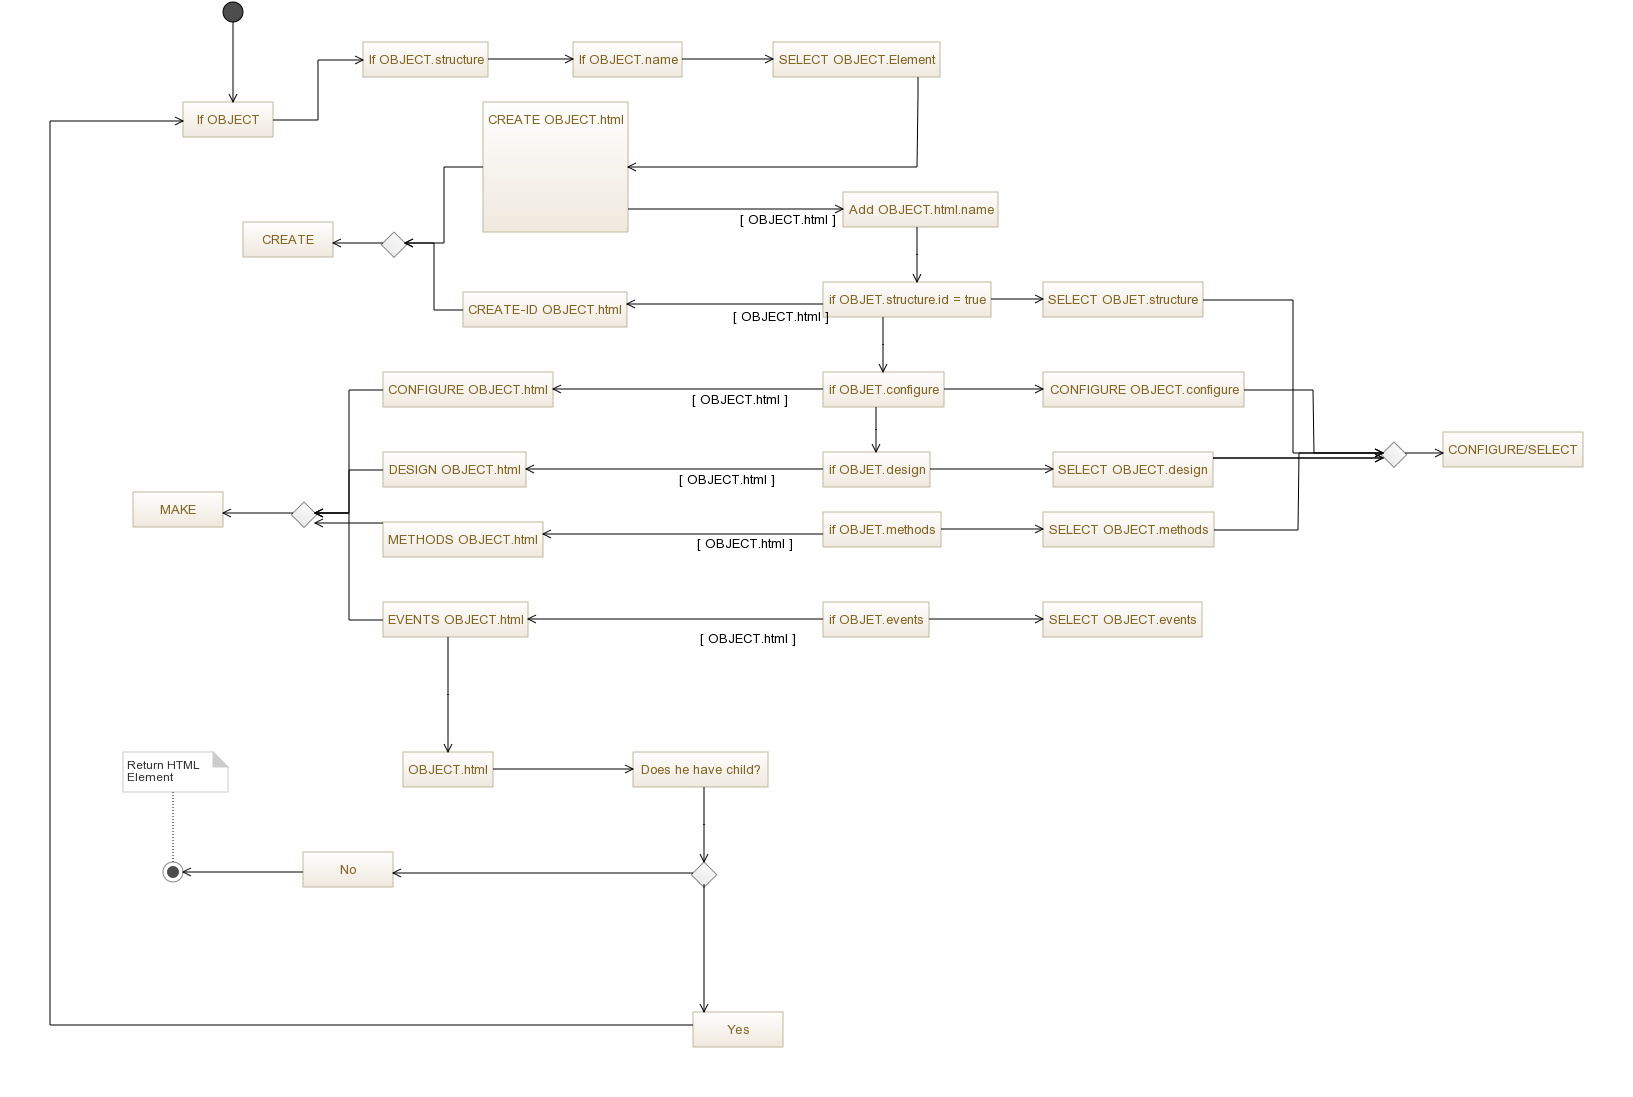 If OBJECT.structure
If OBJECT.name
SELECT OBJECT.Element
If OBJECT
CREATE OBJECT.html
Add OBJECT.html.name
[ OBJECT.html ]
CREATE
if OBJET.structure.id = true
SELECT OBJET.structure
CREATE-ID OBJECT.html
[ OBJECT.html ]
CONFIGURE OBJECT.html
[ OBJECT.html ]
if OBJET.configure
CONFIGURE OBJECT.configure
CONFIGURE/SELECT
DESIGN OBJECT.html
[ OBJECT.html ]
if OBJET.design
SELECT OBJECT.design
MAKE
METHODS OBJECT.html
[ OBJECT.html ]
if OBJET.methods
SELECT OBJECT.methods
EVENTS OBJECT.html
[ OBJECT.html ]
if OBJET.events
SELECT OBJECT.events
Return HTML
Element
OBJECT.html
Does he have child?
No
Yes